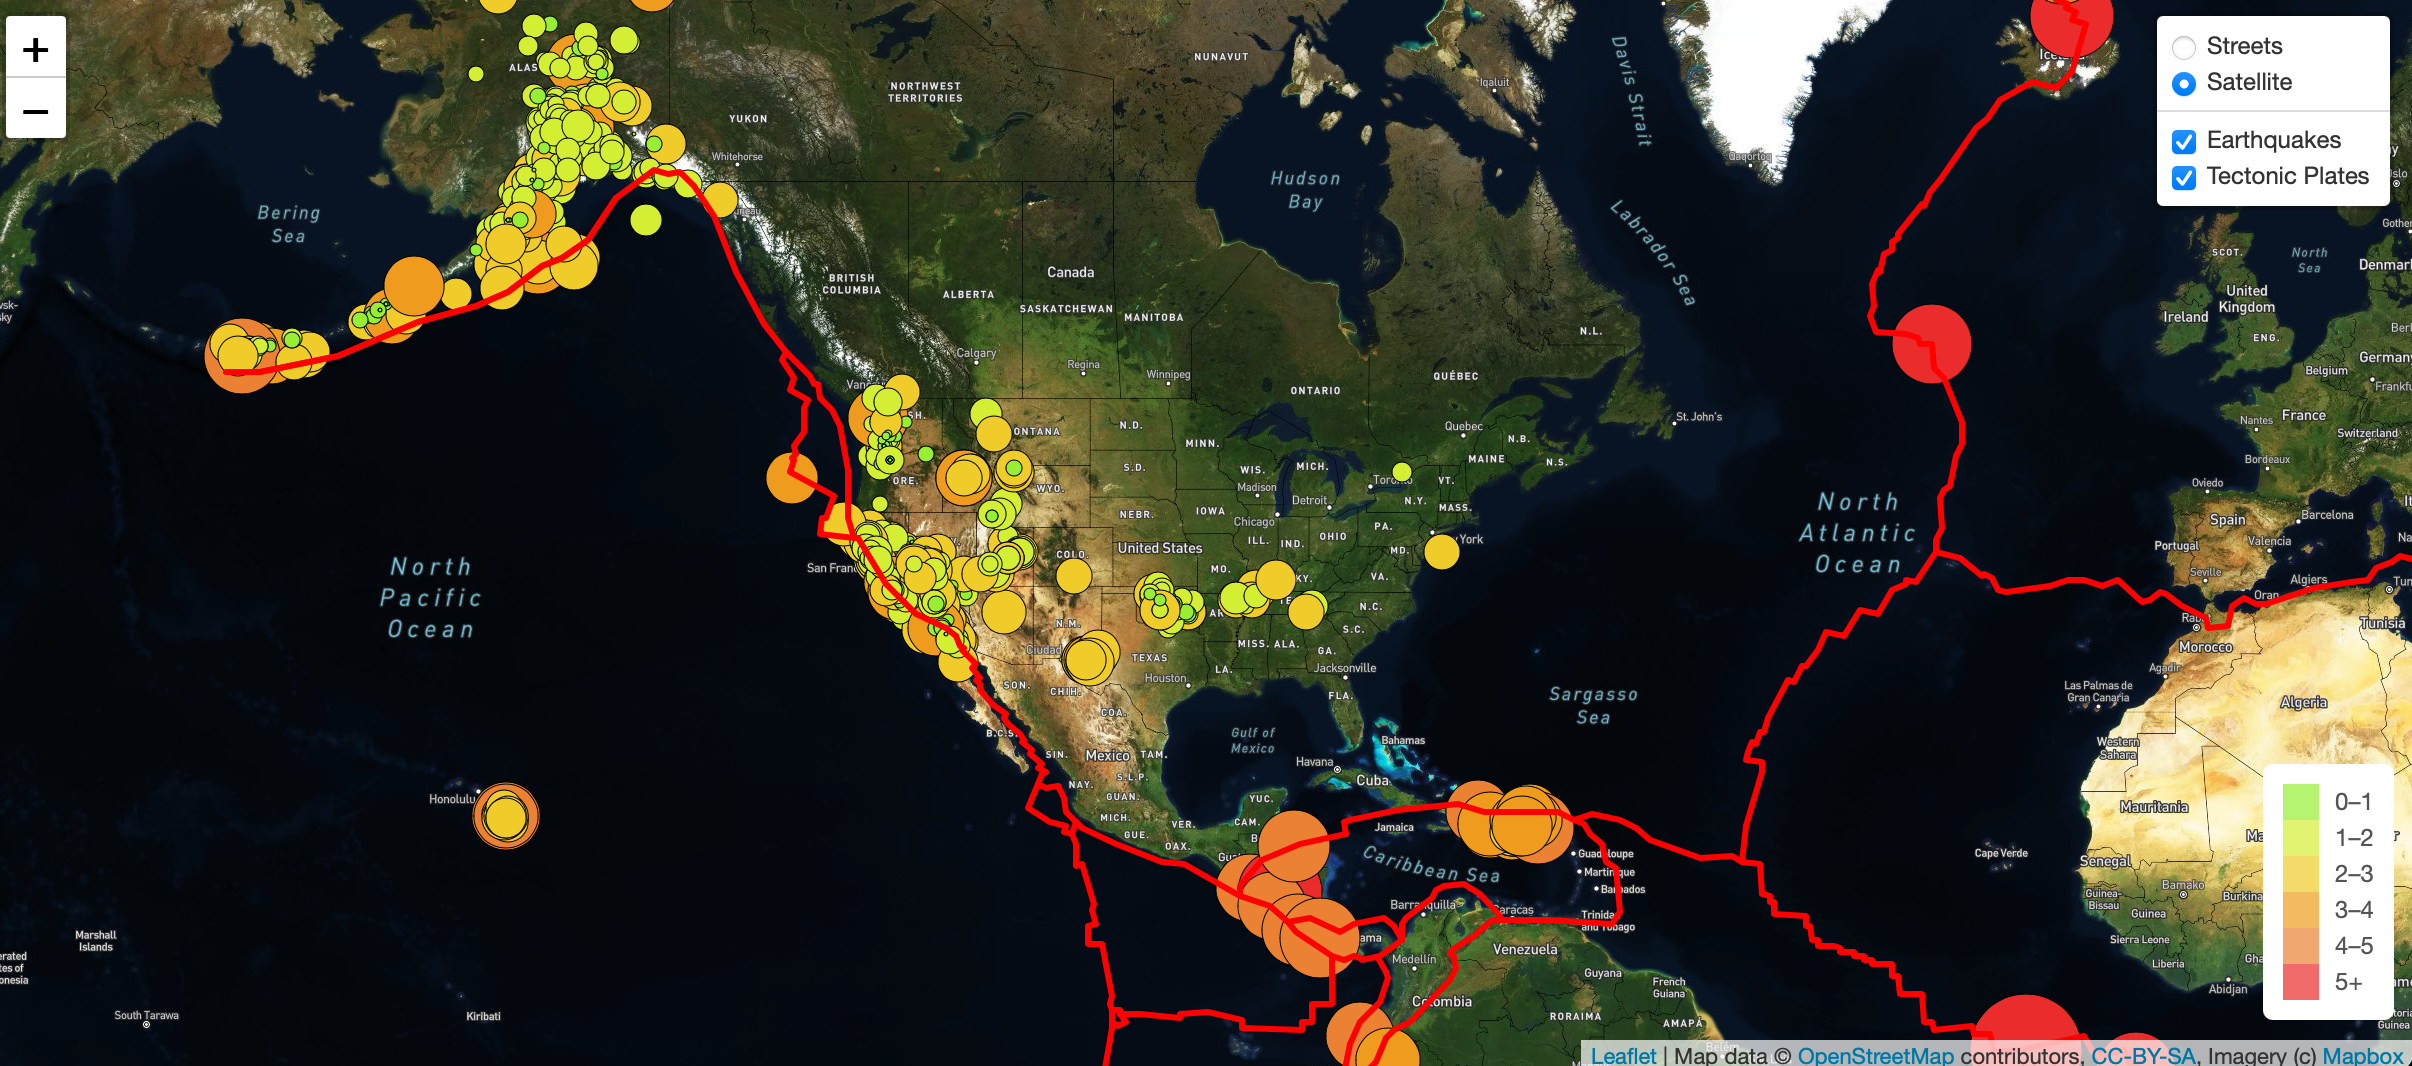 +
−
Streets
Satellite
Earthquakes
Tectonic Plates
NUNAVUT
NORTHWEST
TERRITORIES
YUKON
Whitehorse
Iqaluit
Davis Strait
Qaqortoq
Labrador Sea
Hudson
Bay
Bering
Sea
BRITISH
COLUMBIA
Canada
ALBERTA
SASKATCHEWAN
MANITOBA
N.L.
Calgary
Regina
Winnipeg
ONTARIO
QUÉBEC
St. John's
Quebec
N.B.
N.S.
MAINE
N.D.
MINN.
S.D.
WIS.
MICH.
Madison
Detroit
VT.
N.Y.
MASS.
ORE.
WYO.
NEBR.
IOWA
Chicago
PA.
ILL.
IND.
OHIO
MD.
York
United States
COLO.
MO.
KY.
VA.
N.C.
S.C.
N.M.
MISS.
ALA.
GA.
TEXAS
LA.
Jacksonville
Houston
FLA.
Ciudad
SON.
CHIH.
COA.
B.C.S.
SIN.
Mexico
TAM.
S.L.P.
NAY.
GUAN.
MICH.
GUE.
VER.
OAX.
YUC.
CAM.
Gulf of
Mexico
Havana
Cuba
Bahamas
Jamaica
Caribbean Sea
Guadeloupe
Martinique
Barbados
Trinidad
and Tobago
Barranquilla
Caracas
Venezuela
Medellín
Colombia
Guyana
French
Guiana
RORAIMA
AMAPÁ
Sargasso
Sea
North
Atlantic
Ocean
North
Pacific
Ocean
Honolulu
Marshall
Islands
South Tarawa
Kiribati
SCOT.
North
Sea
Denmark
United
Kingdom
Ireland
ENG.
Belgium
Germany
Nantes
France
Switzerland
Bordeaux
Oviedo
Barcelona
Spain
Valencia
Portugal
Seville
Algiers
Oran
Tunisia
Morocco
Agadir
Las Palmas de
Gran Canaria
Algeria
Western
Sahara
Mauritania
Cape Verde
Senegal
Bamako
Guinea-
Bissau
Guinea
Sierra Leone
Liberia
Abidjan
0–1
1–2
2–3
3–4
4–5
5+
Leaflet | Map data © OpenStreetMap contributors, CC-BY-SA, Imagery (c) Mapbox